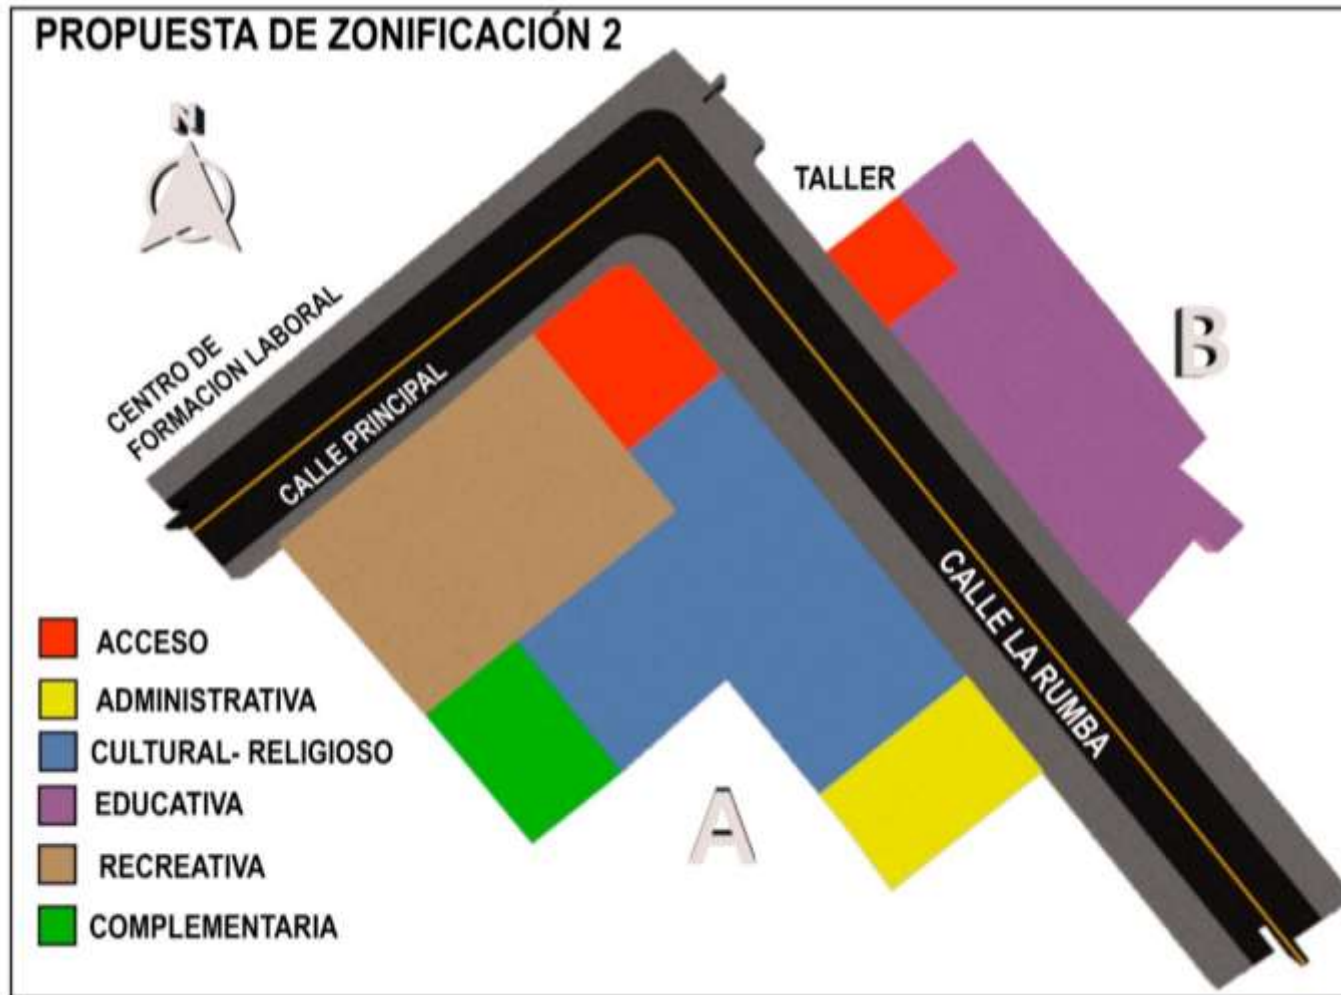 PROPUESTA DE ZONIFICACIÓN 2
N
TALLER
CENTRO DE
FORMACION LABORAL
CALLE PRINCIPAL
B
CALLE LA RUMBA
ACCESO
ADMINISTRATIVA
CULTURAL- RELIGIOSO
EDUCATIVA
RECREATIVA
COMPLEMENTARIA
A